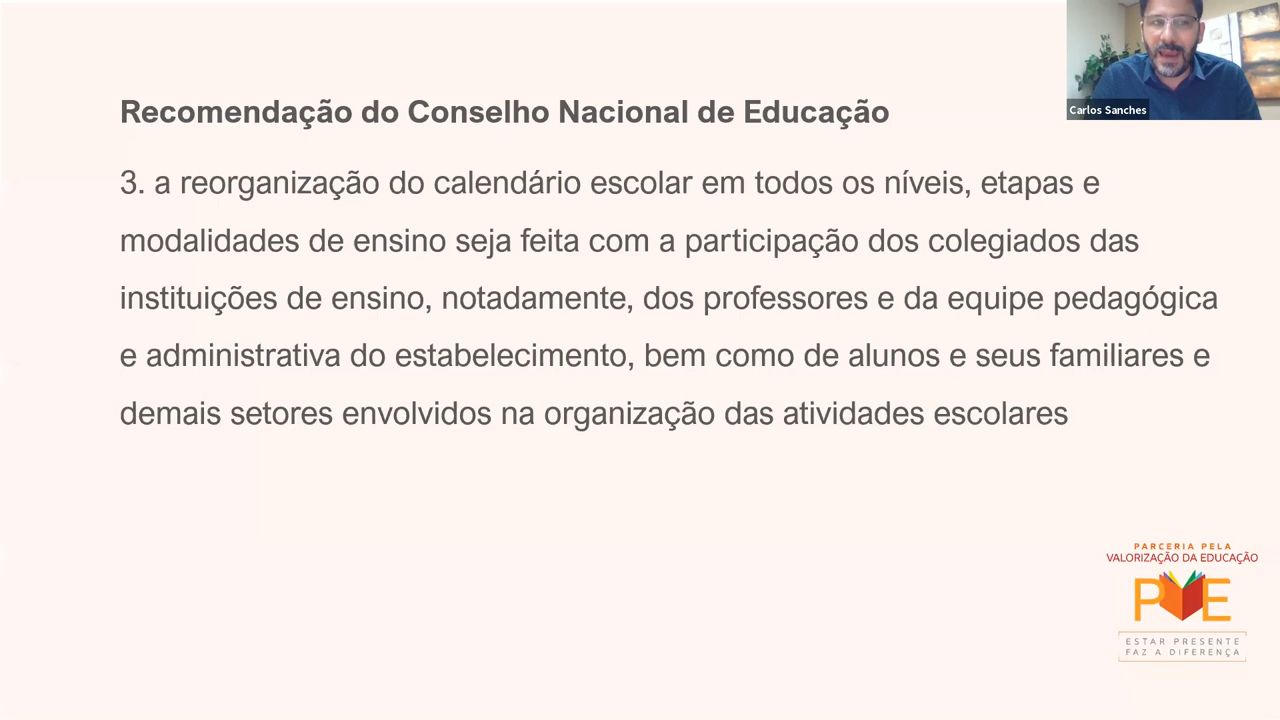 Carlos Sanches
Recomendação do Conselho Nacional de Educação
3. a reorganização do calendário escolar em todos os níveis, etapas e
modalidades de ensino seja feita com a participação dos colegiados das
instituições de ensino, notadamente, dos professores e da equipe pedagógica
e administrativa do estabelecimento, bem como de alunos e seus familiares e
demais setores envolvidos na organização das atividades escolares
PARCERIA PELA
VALORIZAÇÃO DA EDUCAÇÃO
PVE
ESTAR PRESENTE
FAZ A DIFERENÇA